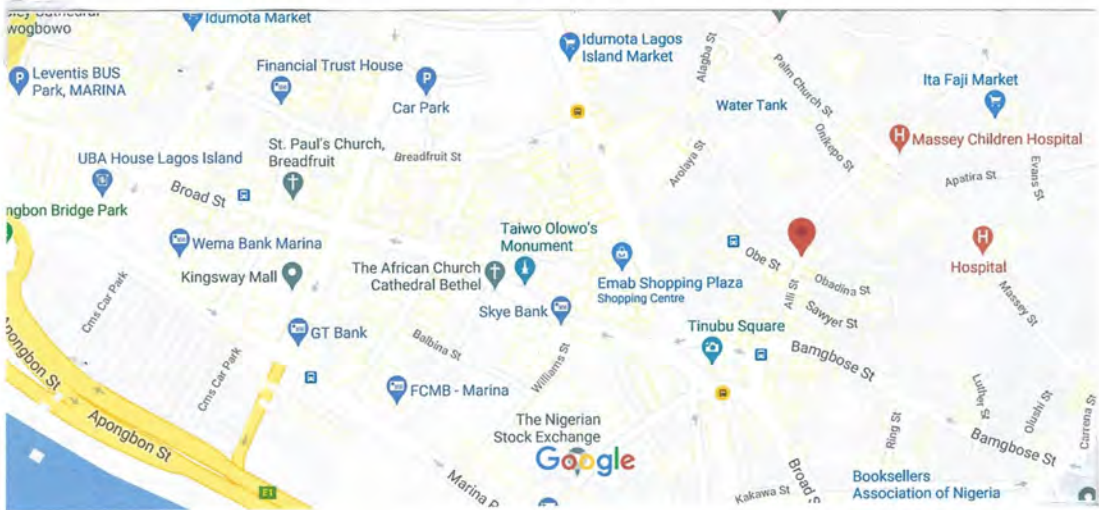 wogbowo
Idumota Market
Leventis BUS
Park, MARINA
Financial Trust House
Car Park
Idumota Lagos
Island Market
Alagba St
Palm Church St
Water Tank
Onikepo St
Ita Faji Market
Massey Children Hospital
UBA House Lagos Island
St. Paul's Church,
Breadfruit
Breadfruit St
Arolaya St
Apatira St
Evans St
Broad St
ngbon Bridge Park
Wema Bank Marina
Kingsway Mall
The African Church
Cathedral Bethel
Taiwo Olowo's
Monument
Emab Shopping Plaza
Shopping Centre
Obe St
Alli St
Obadina St
Sawyer St
Hospital
Massey St
Cms Car Park
Skye Bank
Tinubu Square
GT Bank
Balbina St
Williams St
Bamgbose St
Apongbon St
Cms Car Park
FCMB - Marina
Luther St
Olushi St
Carrena St
Apongbon St
The Nigerian
Stock Exchange
Google
Ring St
Bamgbose St
E1
Marina
Broad S
Kakawa St
Booksellers
Association of Nigeria